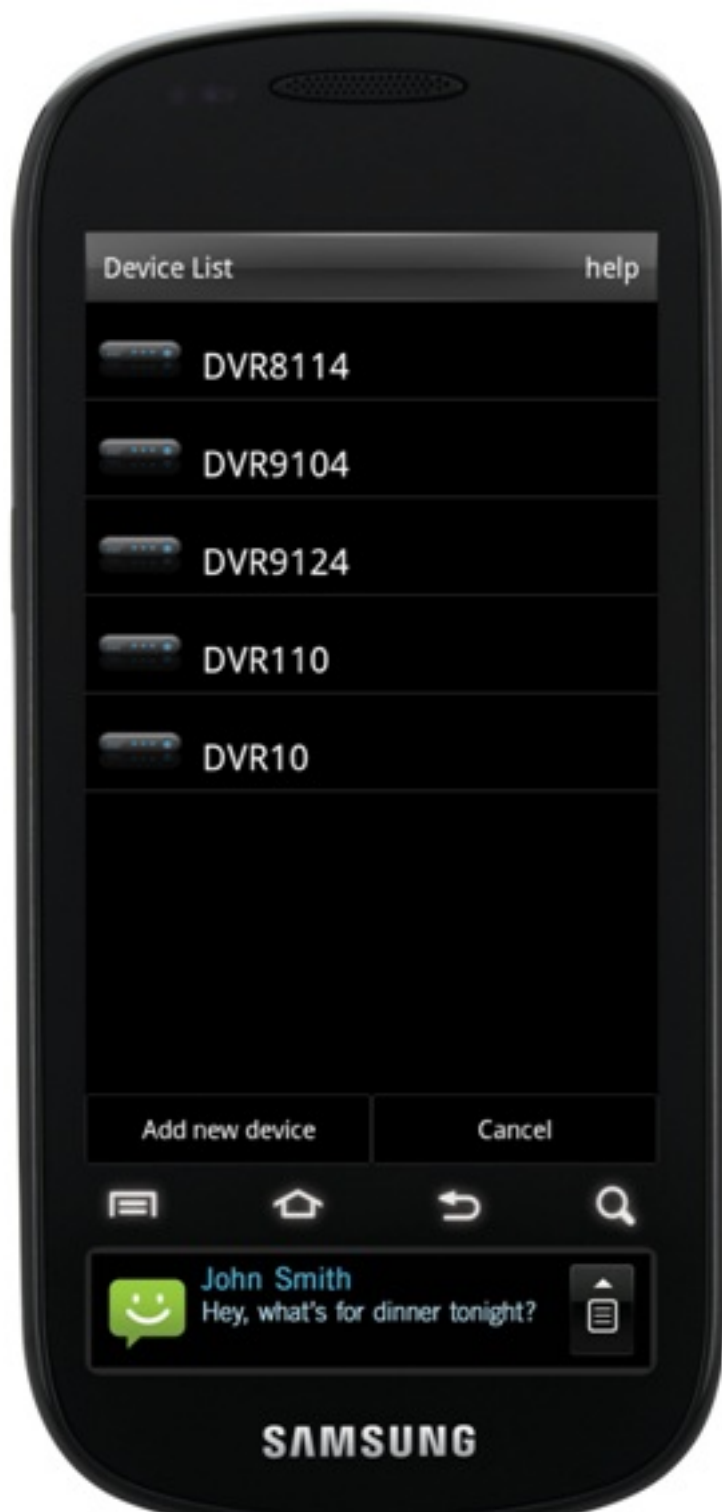 Device List help
DVR8114
DVR9104
DVR9124
DVR110
DVR10
Add new device Cancel
John Smith
Hey, what's for dinner tonight?
SAMSUNG